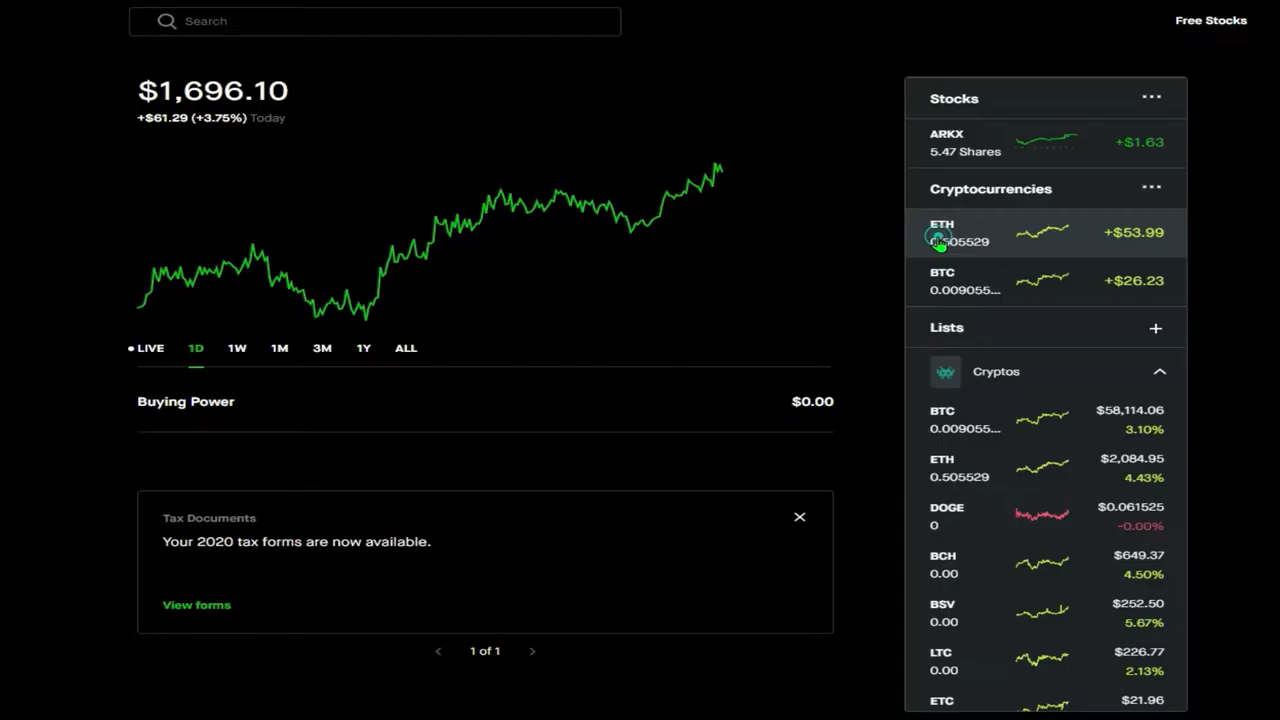 Search
Free Stocks
$1,696.10
+$61.29 (+3.75%) Today
LIVE 1D 1W 1M 3M 1Y ALL
Buying Power $0.00
Tax Documents
Your 2020 tax forms are now available.
View forms
1 of 1
Stocks
ARKX
5.47 Shares
+$1.63
Cryptocurrencies
ETH
0.505529
+$53.99
BTC
0.009055...
+$26.23
Lists
Cryptos
BTC $58,114.06
0.009055... 3.10%
ETH $2,084.95
0.505529 4.43%
DOGE $0.061525
0 -0.00%
BCH $649.37
0.00 4.50%
BSV $252.50
0.00 5.67%
LTC $226.77
0.00 2.13%
ETC $21.96